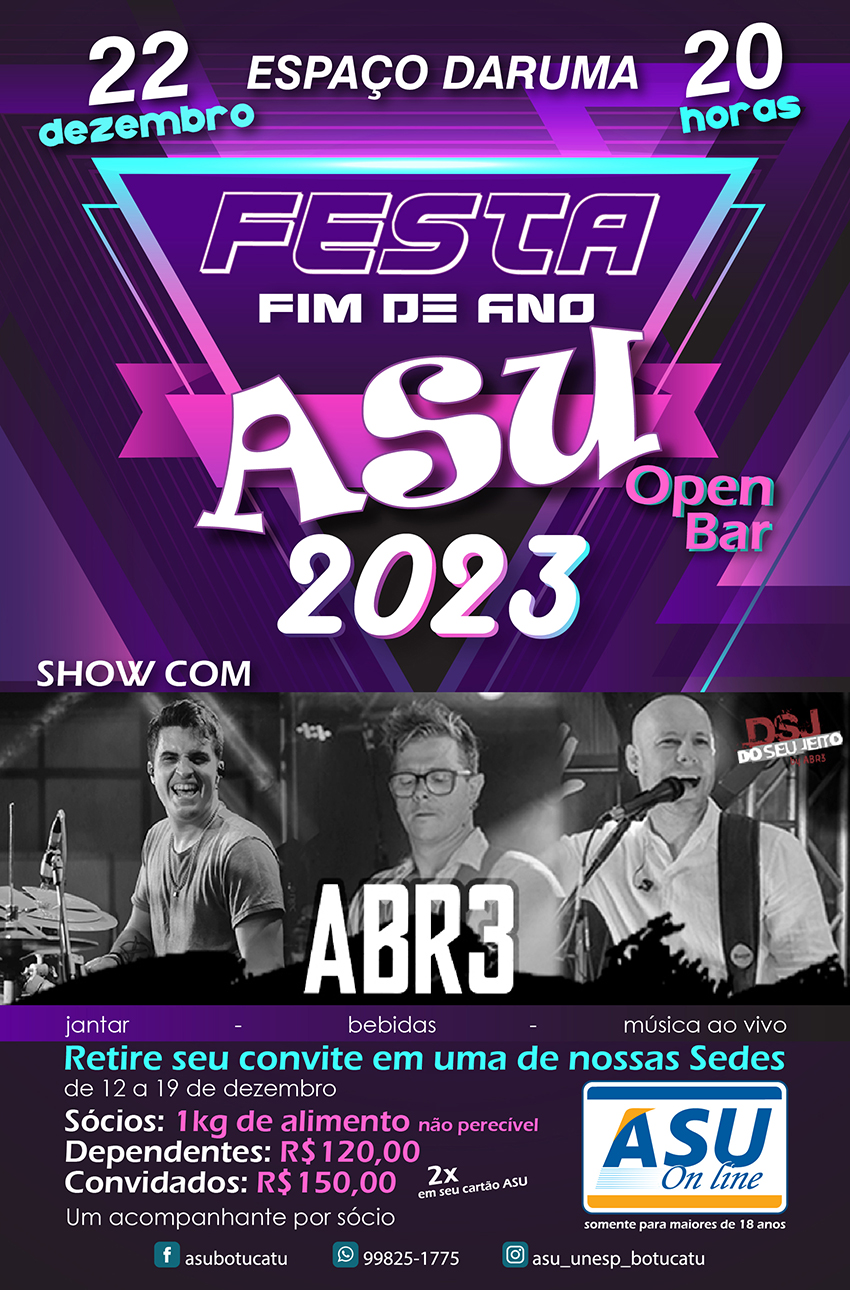 22
dezembro
ESPAÇO DARUMA
20
horas
FESTA
FIM DE ANO
ASU
Open
Bar
2023
SHOW COM
DSJ
DO SEU JEITO
ABR3
ABR3
jantar - bebidas - música ao vivo
Retire seu convite em uma de nossas Sedes
de 12 a 19 de dezembro
Sócios: 1kg de alimento não perecível
Dependentes: R$120,00
Convidados: R$150,00 2x
em seu cartão ASU
Um acompanhante por sócio
ASU
On line
somente para maiores de 18 anos
asubotucatu 99825-1775 asu_unesp_botucatu